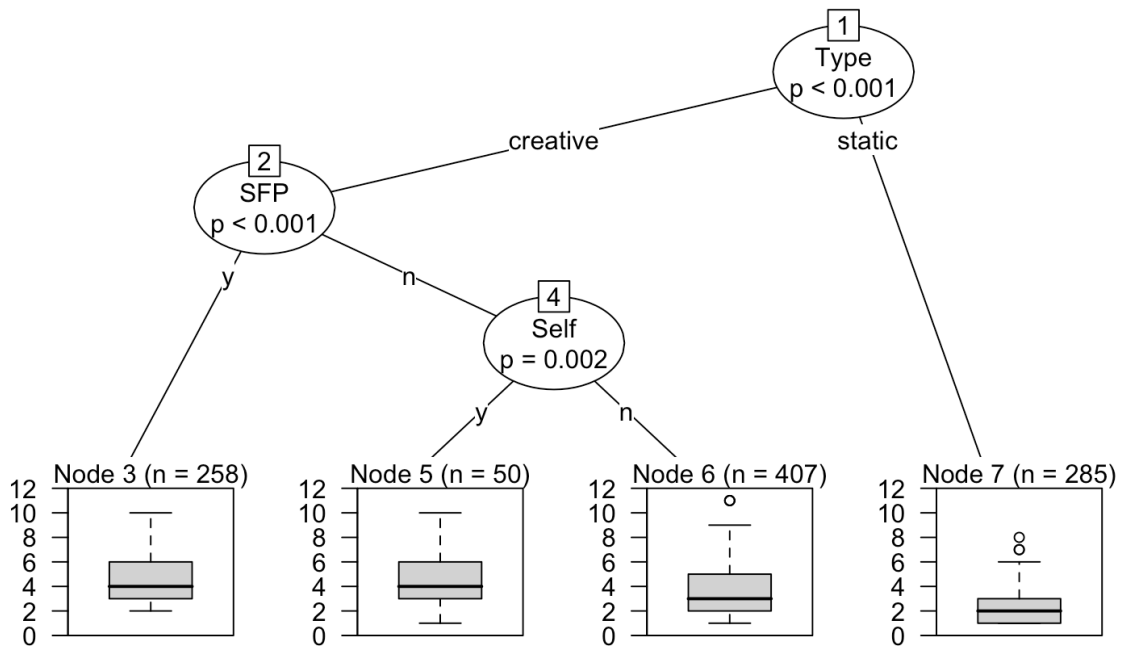 1
Type
p < 0.001
creative
static
2
SFP
p < 0.001
y
n
4
Self
p = 0.002
y
n
Node 3 (n = 258)
12
10
8
6
4
2
0
Node 5 (n = 50)
12
10
8
6
4
2
0
Node 6 (n = 407)
12
10
8
6
4
2
0
Node 7 (n = 285)
12
10
8
6
4
2
0